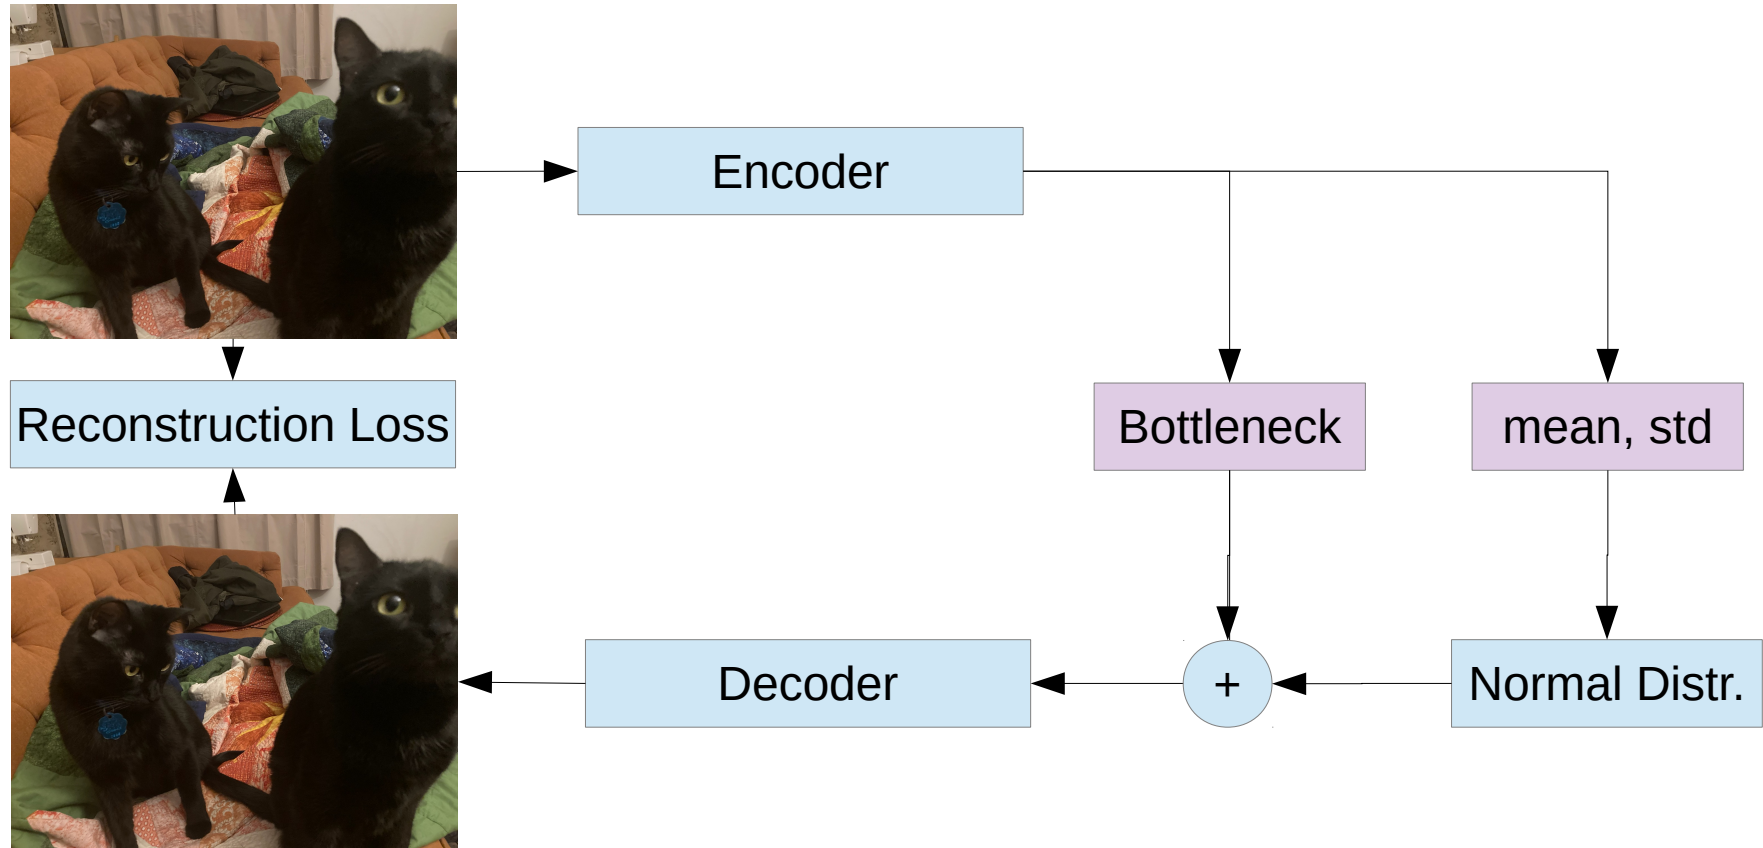 Encoder
Reconstruction Loss
Bottleneck
mean, std
Decoder
+
Normal Distr.